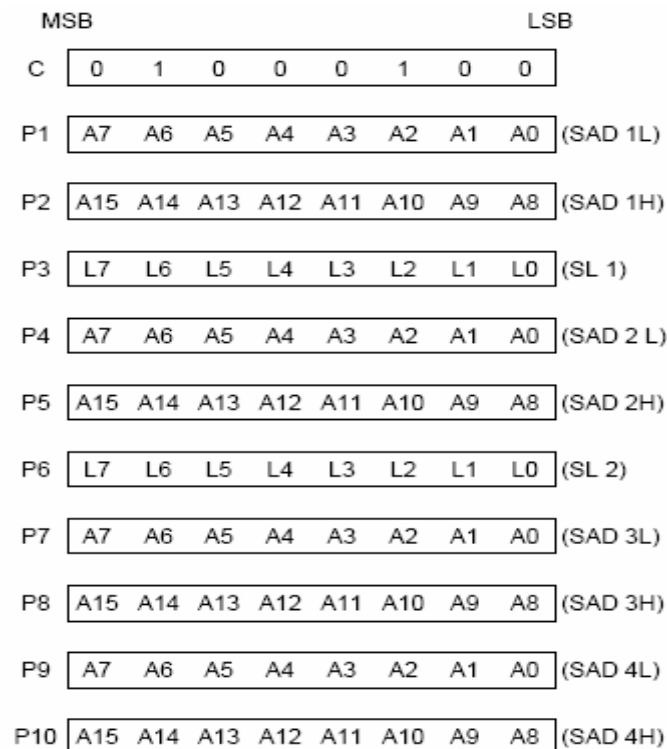 MSB LSB
C 0 1 0 0 0 1 0 0
P1 A7 A6 A5 A4 A3 A2 A1 A0 (SAD 1L)
P2 A15 A14 A13 A12 A11 A10 A9 A8 (SAD 1H)
P3 L7 L6 L5 L4 L3 L2 L1 L0 (SL 1)
P4 A7 A6 A5 A4 A3 A2 A1 A0 (SAD 2 L)
P5 A15 A14 A13 A12 A11 A10 A9 A8 (SAD 2H)
P6 L7 L6 L5 L4 L3 L2 L1 L0 (SL 2)
P7 A7 A6 A5 A4 A3 A2 A1 A0 (SAD 3L)
P8 A15 A14 A13 A12 A11 A10 A9 A8 (SAD 3H)
P9 A7 A6 A5 A4 A3 A2 A1 A0 (SAD 4L)
P10 A15 A14 A13 A12 A11 A10 A9 A8 (SAD 4H)